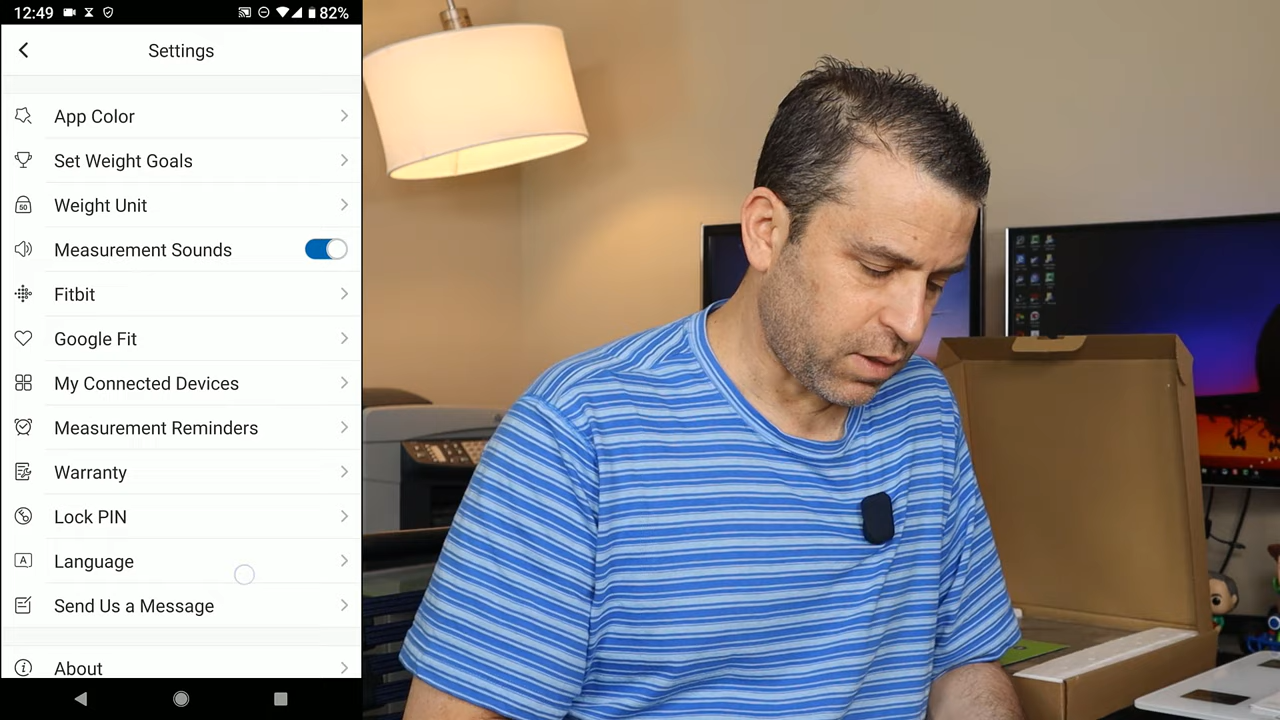 12:49
82%
Settings
App Color
Set Weight Goals
50
Weight Unit
Measurement Sounds
Fitbit
Google Fit
My Connected Devices
Measurement Reminders
Warranty
Lock PIN
A
Language
Send Us a Message
i
About